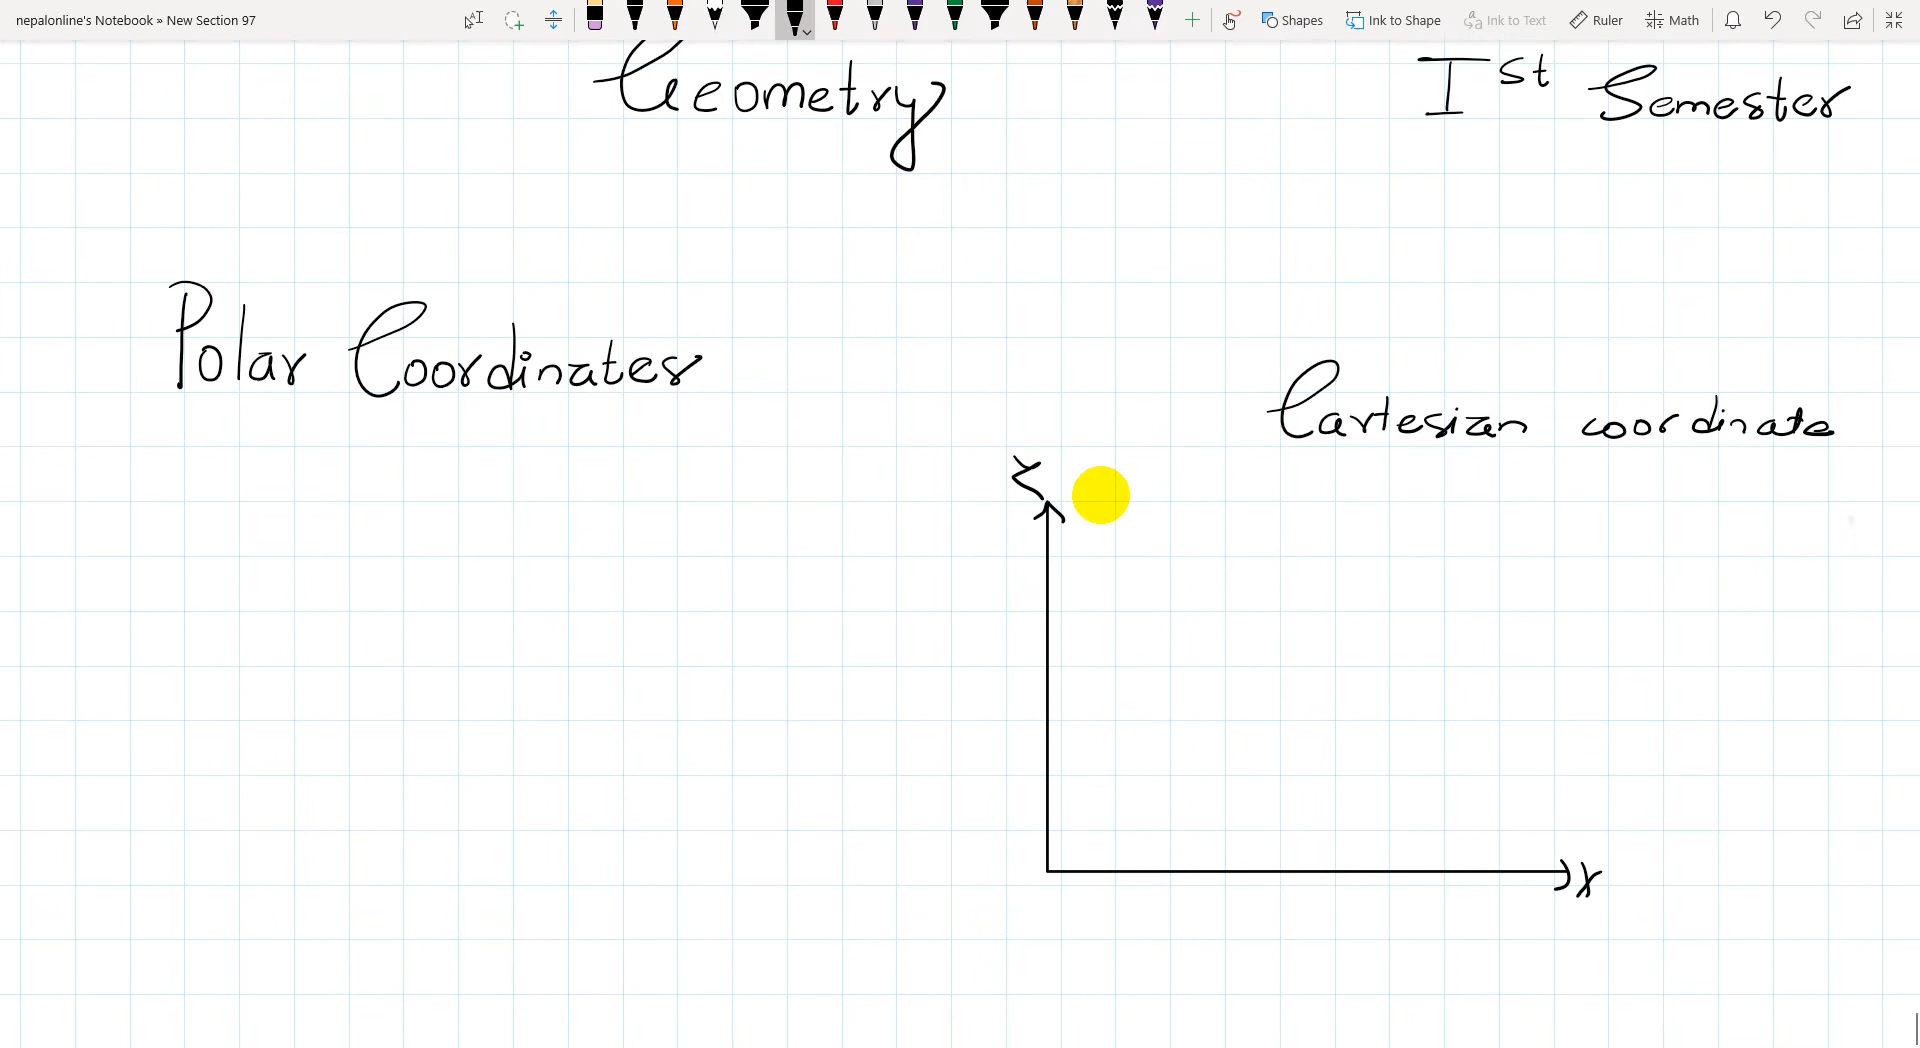 nepalonline's Notebook » New Section 97
Shapes
Ink to Shape
Ink to Text
Ruler
Math
Geometry
Ist Semester
Polar Coordinates
Cartesian coordinate
Y
X